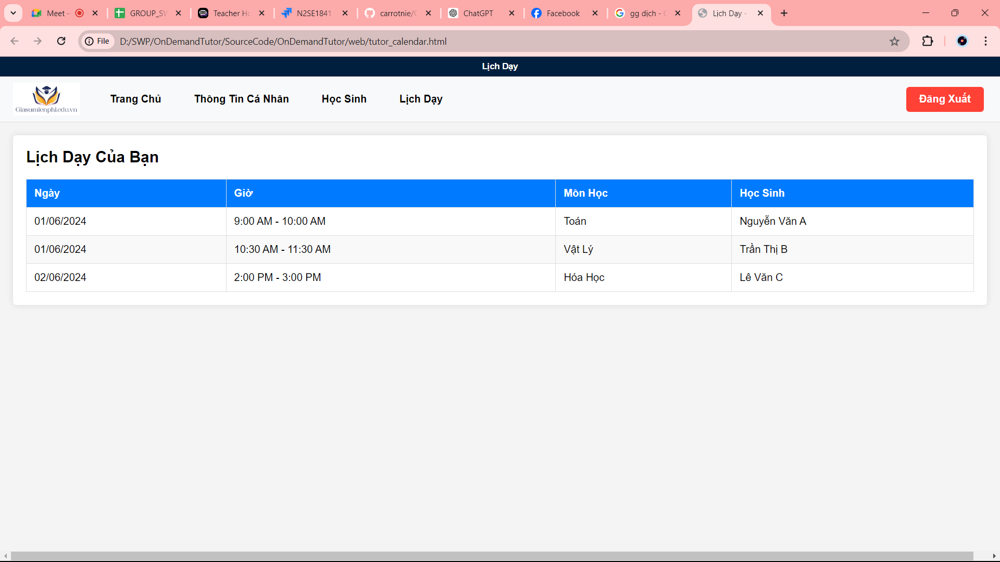 Meet -
GROUP_SW
Teacher Ho
N2SE1841
carrotnie/
ChatGPT
Facebook
gg dịch -
Lịch Dạy -
File
D:/SWP/OnDemandTutor/SourceCode/OnDemandTutor/web/tutor_calendar.html
Lịch Dạy
Giasumienphi.edu.vn
Trang Chủ
Thông Tin Cá Nhân
Học Sinh
Lịch Dạy
Đăng Xuất
Lịch Dạy Của Bạn
Ngày Giờ Môn Học Học Sinh
01/06/2024 9:00 AM - 10:00 AM Toán Nguyễn Văn A
01/06/2024 10:30 AM - 11:30 AM Vật Lý Trần Thị B
02/06/2024 2:00 PM - 3:00 PM Hóa Học Lê Văn C